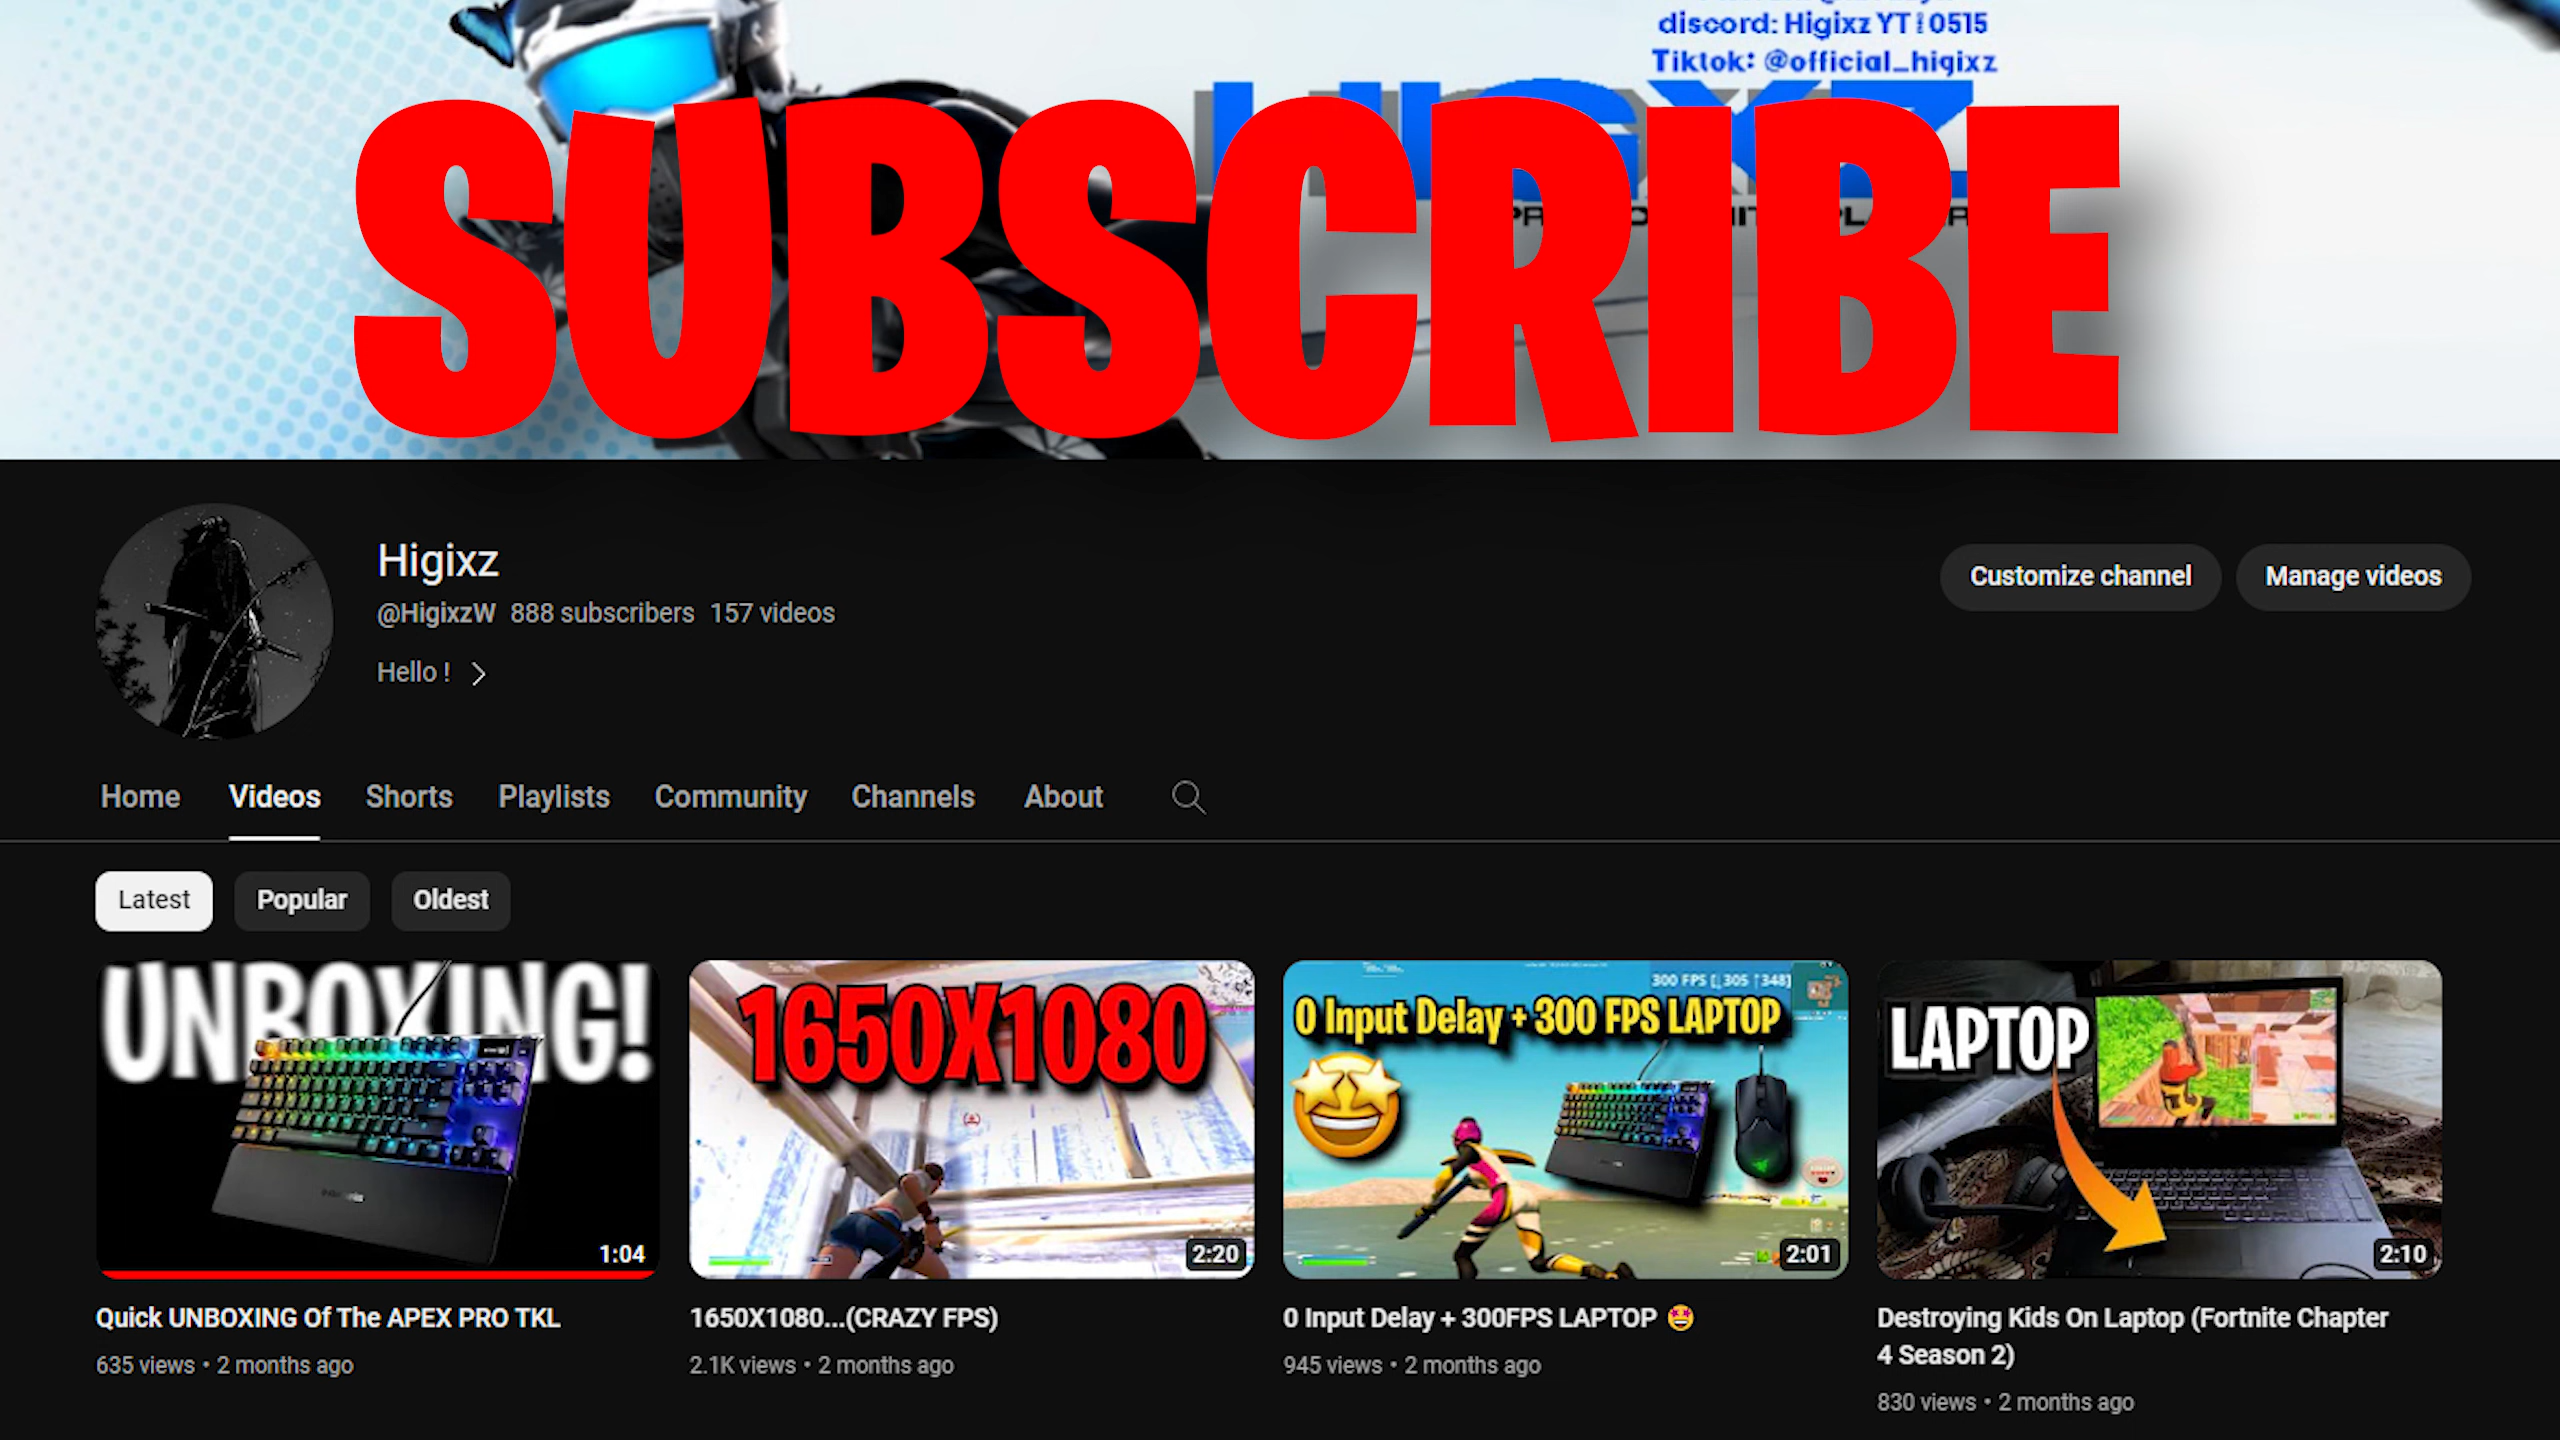 discord: Higixz YT:0515
Tiktok: @official_higixz
SUBSCRIBE
Higixz
@HigixzW 888 subscribers 157 videos
Hello !
Customize channel
Manage videos
Home Videos Shorts Playlists Community Channels About
Latest Popular Oldest
UNBOXING!
1:04
1650X1080
2:20
300 FPS [↓305 ↑348]
0 Input Delay + 300 FPS LAPTOP
2:01
LAPTOP
2:10
Quick UNBOXING Of The APEX PRO TKL
635 views • 2 months ago
1650X1080...(CRAZY FPS)
2.1K views • 2 months ago
0 Input Delay + 300FPS LAPTOP 🤩
945 views • 2 months ago
Destroying Kids On Laptop (Fortnite Chapter
4 Season 2)
830 views • 2 months ago